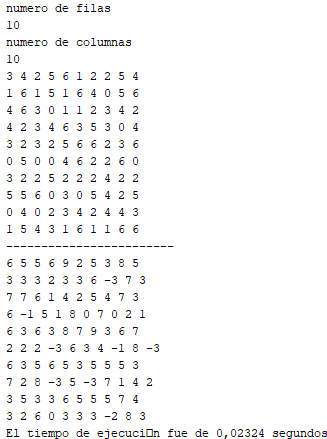 numero de filas
10
numero de columnas
10
3 4 2 5 6 1 2 2 5 4
1 6 1 5 1 6 4 0 5 6
4 6 3 0 1 1 2 3 4 2
4 2 3 4 6 3 5 3 0 4
3 2 3 2 5 6 6 2 3 6
0 5 0 0 4 6 2 2 6 0
3 2 2 5 2 2 2 4 2 2
5 5 6 0 3 0 5 4 2 5
0 4 0 2 3 4 2 4 4 3
1 5 4 3 1 6 1 1 6 6
------------------------
6 5 5 6 9 2 5 3 8 5
3 3 3 2 3 3 6 -3 7 3
7 7 6 1 4 2 5 4 7 3
6 -1 5 1 8 0 7 0 2 1
6 3 6 3 8 7 9 3 6 7
2 2 2 -3 6 3 4 -1 8 -3
6 3 5 6 5 3 5 5 5 3
7 2 8 -3 5 -3 7 1 4 2
3 5 3 3 6 5 5 5 7 4
3 2 6 0 3 3 3 -2 8 3
El tiempo de ejecuci□n fue de 0,02324 segundos